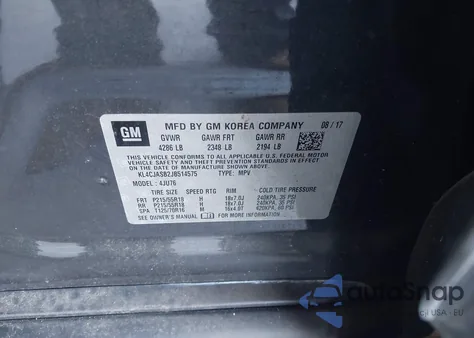 GM
MFD BY GM KOREA COMPANY 08 / 17
GVWR GAWR FRT GAWR RR
4286 LB 2348 LB 2194 LB
THIS VEHICLE CONFORMS TO ALL APPLICABLE U.S. FEDERAL MOTOR
VEHICLE SAFETY, BUMPER, AND THEFT PREVENTION STANDARDS IN
EFFECT ON THE DATE OF MANUFACTURE SHOWN ABOVE.
KL4CJASB2JB514575 TYPE: MPV
MODEL: 4JU76
TIRE SIZE SPEED RTG RIM COLD TIRE PRESSURE
FRT P215/55R18 H 18x7.0J 240KPA, 35 PSI
RR P215/55R18 H 18x7.0J 240KPA, 35 PSI
SPA T125/70R16 M 16x4.0T 420KPA, 60 PSI
SEE OWNER'S MANUAL
autoSnap
USA - EU